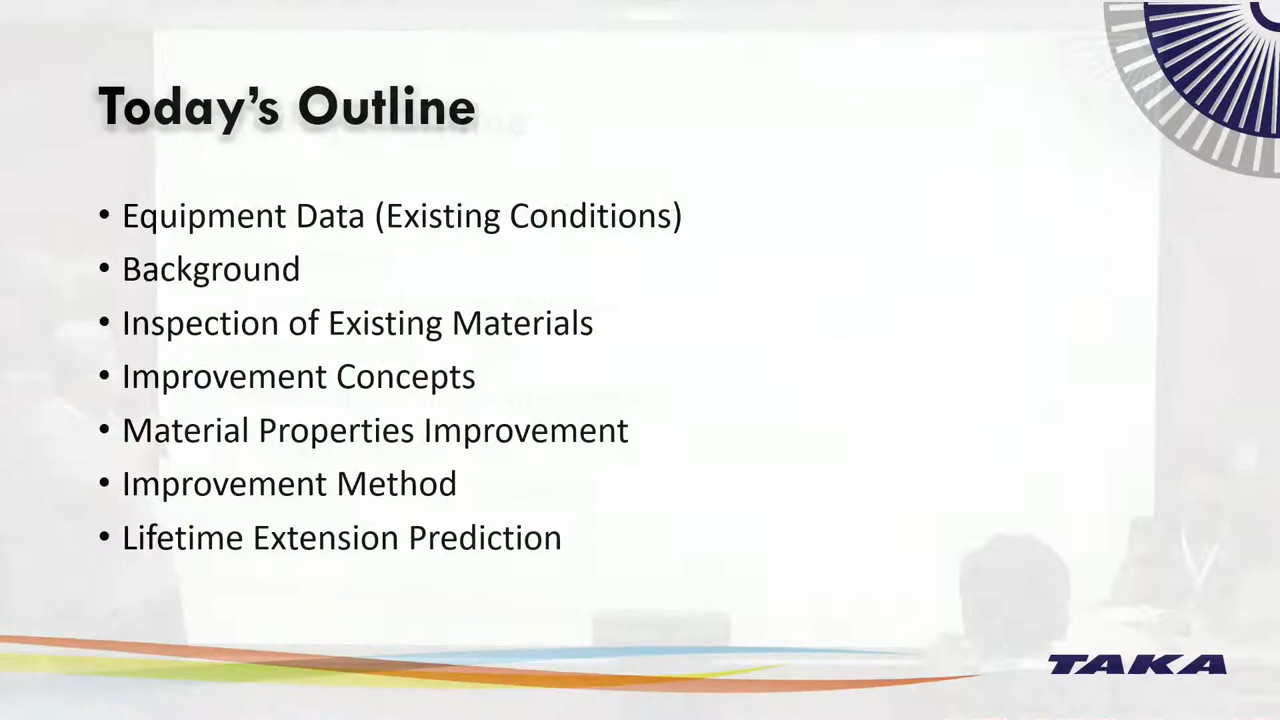 Today’s Outline
• Equipment Data (Existing Conditions)
• Background
• Inspection of Existing Materials
• Improvement Concepts
• Material Properties Improvement
• Improvement Method
• Lifetime Extension Prediction
TAKA